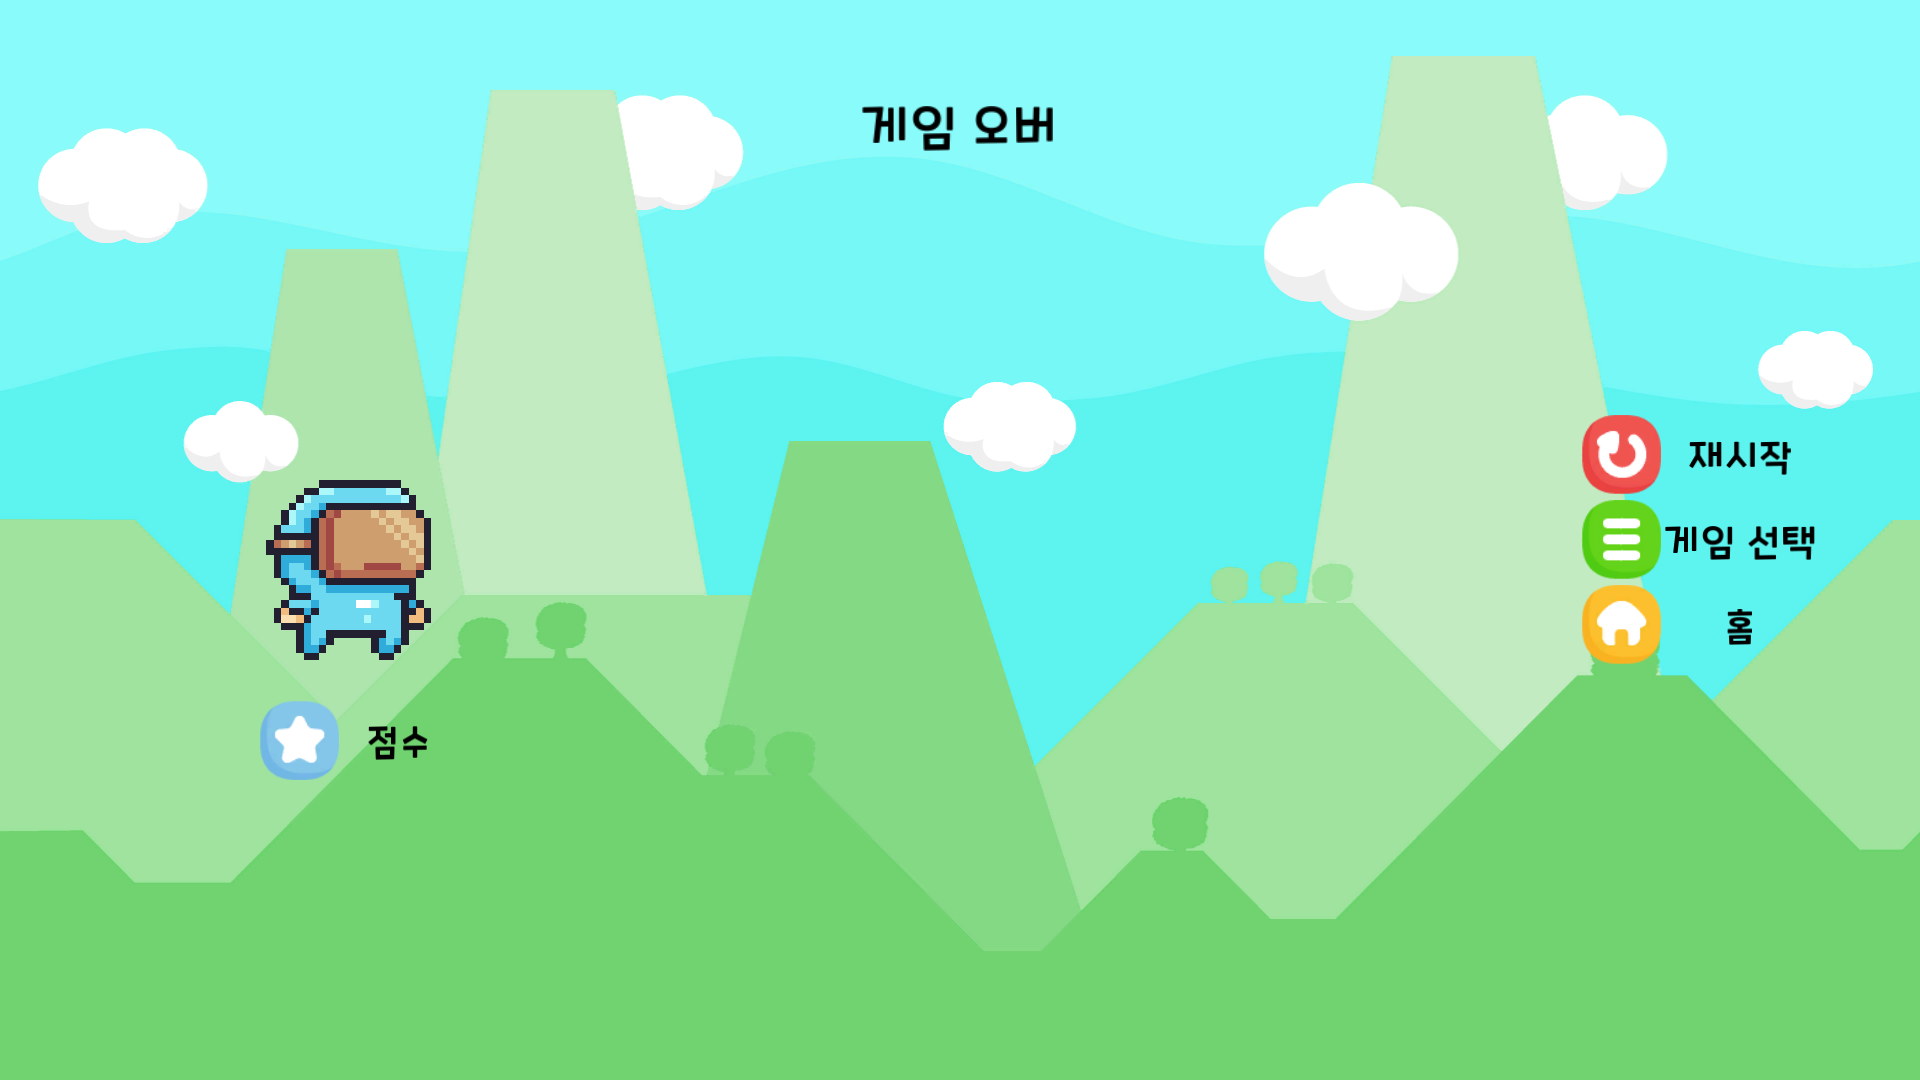 게임 오버
재시작
게임 선택
홈
점수